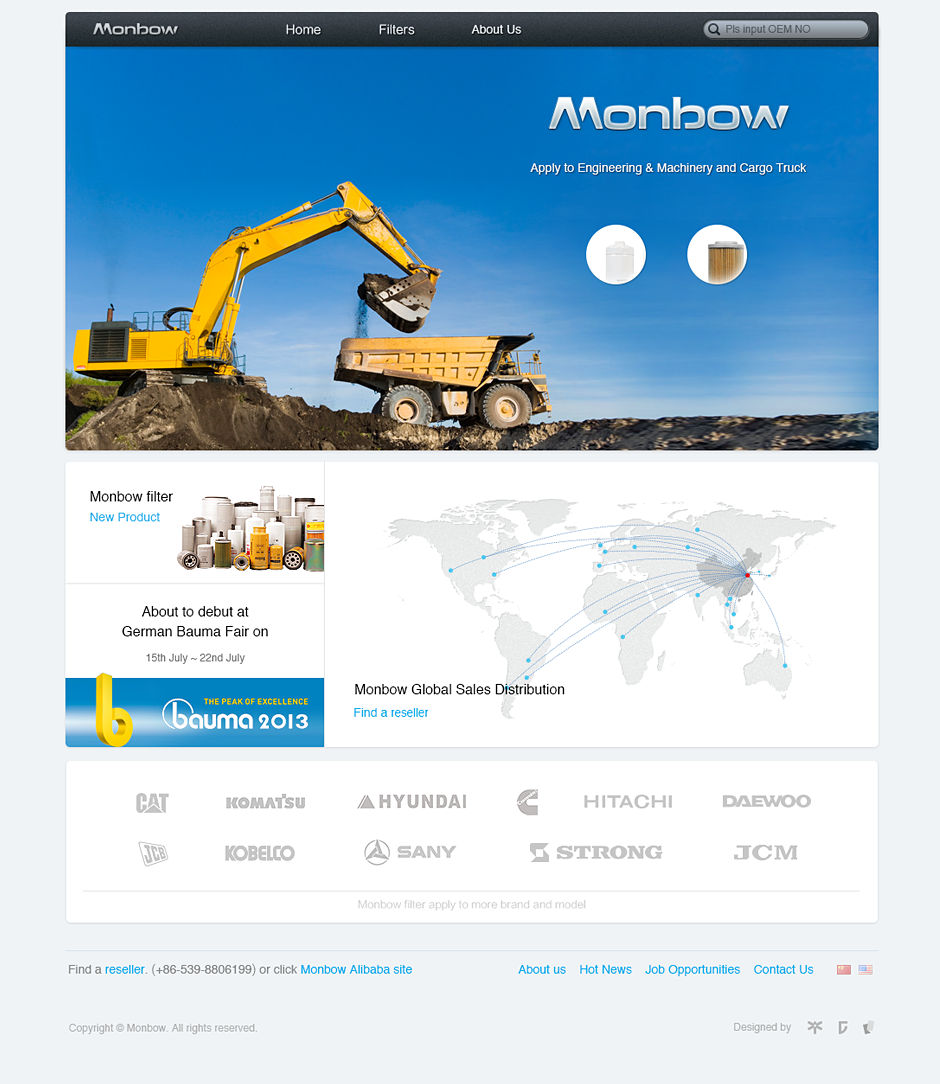 Monbow
Home
Filters
About Us
Pls input OEM NO
Monbow
Apply to Engineering & Machinery and Cargo Truck
Monbow filter
New Product
About to debut at
German Bauma Fair on
15th July ~ 22nd July
THE PEAK OF EXCELLENCE
bauma 2013
Monbow Global Sales Distribution
Find a reseller
CAT
KOMATSU
HYUNDAI
HITACHI
DAEWOO
JCB
KOBELCO
SANY
STRONG
JCM
Monbow filter apply to more brand and model
Find a reseller. (+86-539-8806199) or click Monbow Alibaba site
About us
Hot News
Job Opportunities
Contact Us
Copyright © Monbow. All rights reserved.
Designed by